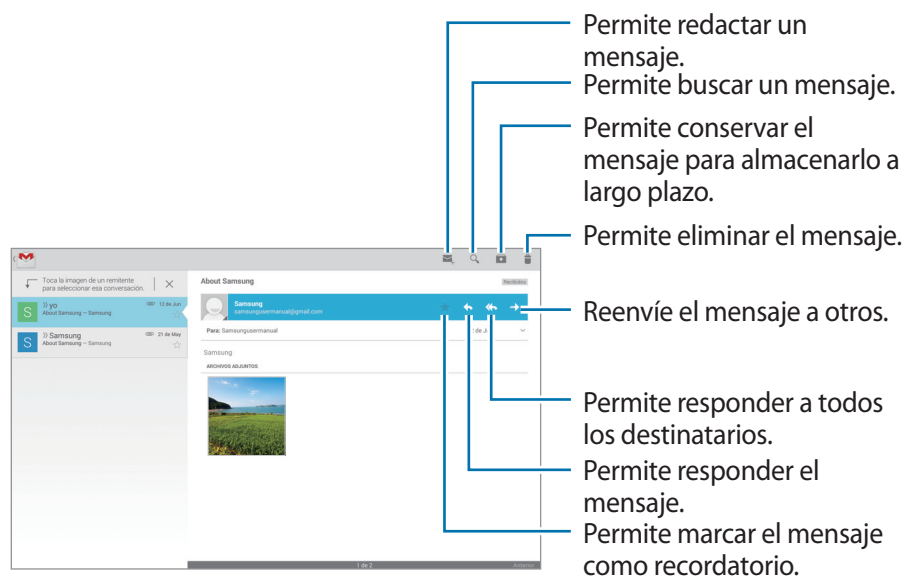 Permite redactar un
mensaje.
Permite buscar un mensaje.
Permite conservar el
mensaje para almacenarlo a
largo plazo.
Permite eliminar el mensaje.
Reenvíe el mensaje a otros.
Permite responder a todos
los destinatarios.
Permite responder el
mensaje.
Permite marcar el mensaje
como recordatorio.
Toca la imagen de un remitente
para seleccionar esa conversación.
S
yo
13 de Jun
About Samsung — Samsung
S
Samsung
21 de May
About Samsung — Samsung
About Samsung
Recibidos
Samsung
samsungusermanual@gmail.com
Para: Samsungusermanual
de J
Samsung
ARCHIVOS ADJUNTOS
1 de 2
Anterior